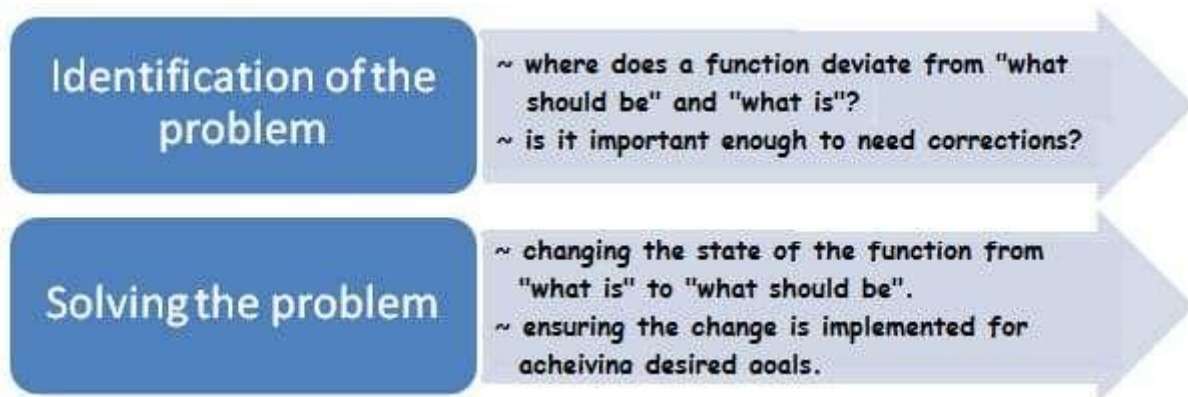 Identification of the
problem
~ where does a function deviate from "what
should be" and "what is"?
~ is it important enough to need corrections?
Solving the problem
~ changing the state of the function from
"what is" to "what should be".
~ ensuring the change is implemented for
acheiving desired goals.